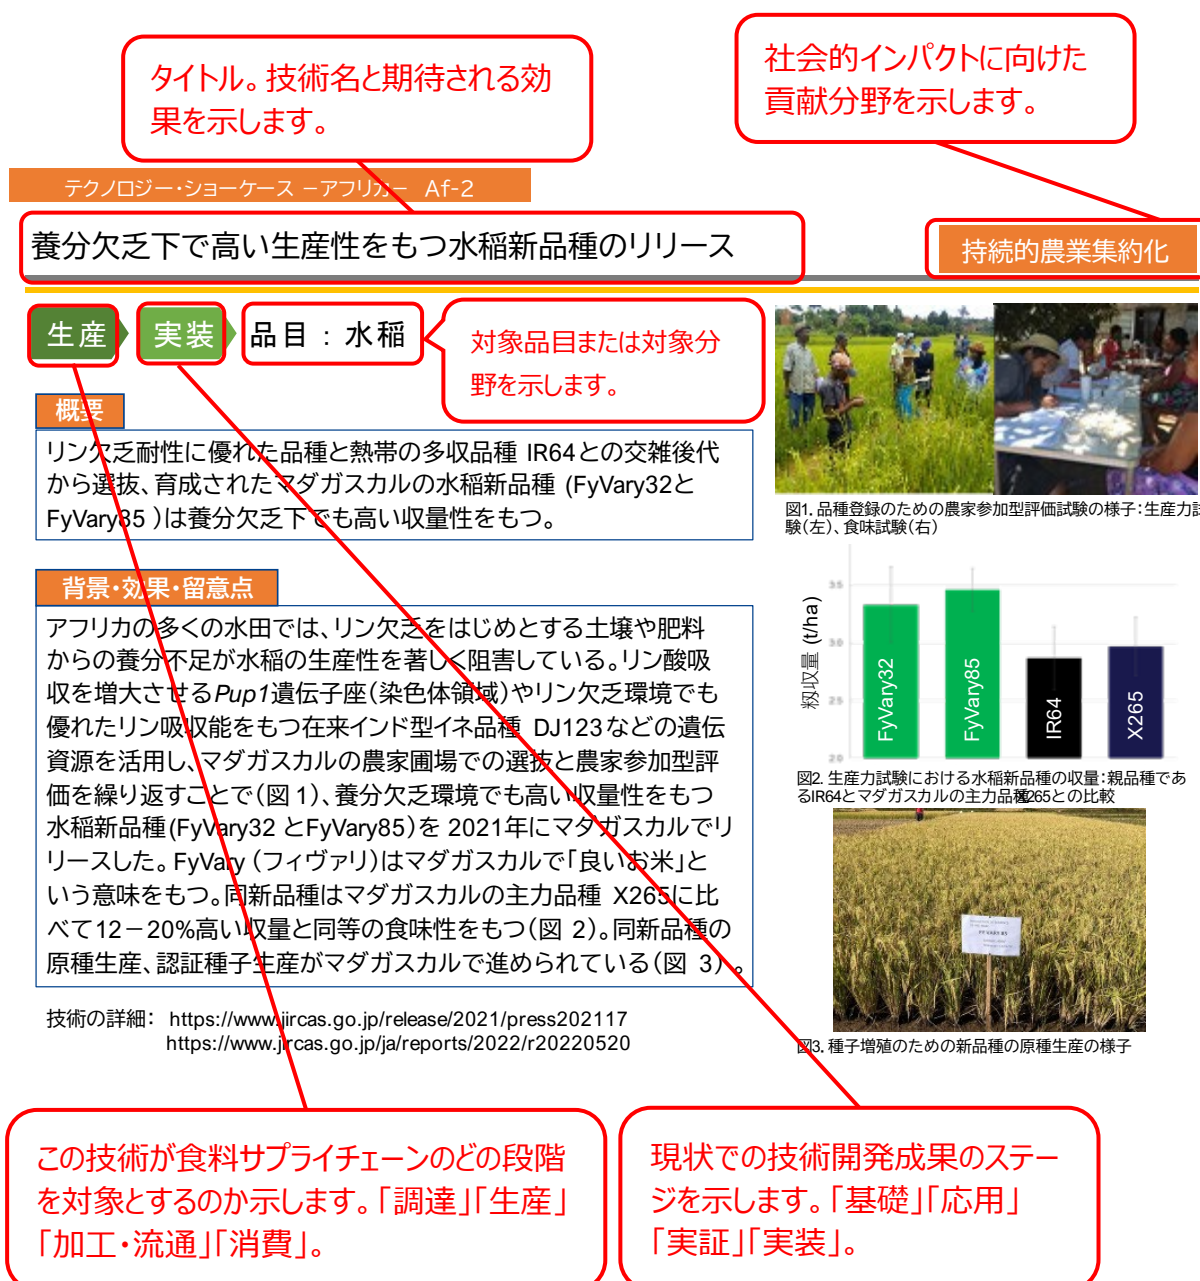 タイトル。技術名と期待される効
果を示します。
社会的インパクトに向けた
貢献分野を示します。
テクノロジー・ショーケース －アフリカ－ Af-2
養分欠乏下で高い生産性をもつ水稲新品種のリリース
持続的農業集約化
生産
実装
品目：水稲
対象品目または対象分
野を示します。
概要
リン欠乏耐性に優れた品種と熱帯の多収品種 IR64との交雑後代
から選抜、育成されたマダガスカルの水稲新品種 (FyVary32と
FyVary85 )は養分欠乏下でも高い収量性をもつ。
背景・効果・留意点
アフリカの多くの水田では、リン欠乏をはじめとする土壌や肥料
からの養分不足が水稲の生産性を著しく阻害している。リン酸吸
収を増大させるPup1遺伝子座（染色体領域）やリン欠乏環境でも
優れたリン吸収能をもつ在来インド型イネ品種 DJ123などの遺伝
資源を活用し、マダガスカルの農家圃場での選抜と農家参加型評
価を繰り返すことで（図1）、養分欠乏環境でも高い収量性をもつ
水稲新品種(FyVary32 とFyVary85）を 2021年にマダガスカルでリ
リースした。FyVary （フィヴァリ）はマダガスカルで「良いお米」と
いう意味をもつ。同新品種はマダガスカルの主力品種 X265に比
べて12－20%高い収量と同等の食味性をもつ（図 2）。同新品種の
原種生産、認証種子生産がマダガスカルで進められている（図 3） 。
技術の詳細： https://www.jircas.go.jp/release/2021/press202117
https://www.jircas.go.jp/ja/reports/2022/r20220520
図1. 品種登録のための農家参加型評価試験の様子：生産力試
験（左）、食味試験（右）
籾収量 (t/ha)
3.5
3.0
2.5
2.0
FyVary32
FyVary85
IR64
X265
図2. 生産力試験における水稲新品種の収量：親品種であ
るIR64とマダガスカルの主力品種X265との比較
FY VARY 85
図3. 種子増殖のための新品種の原種生産の様子
この技術が食料サプライチェーンのどの段階
を対象とするのか示します。「調達」「生産」
「加工・流通」「消費」。
現状での技術開発成果のステー
ジを示します。「基礎」「応用」
「実証」「実装」。